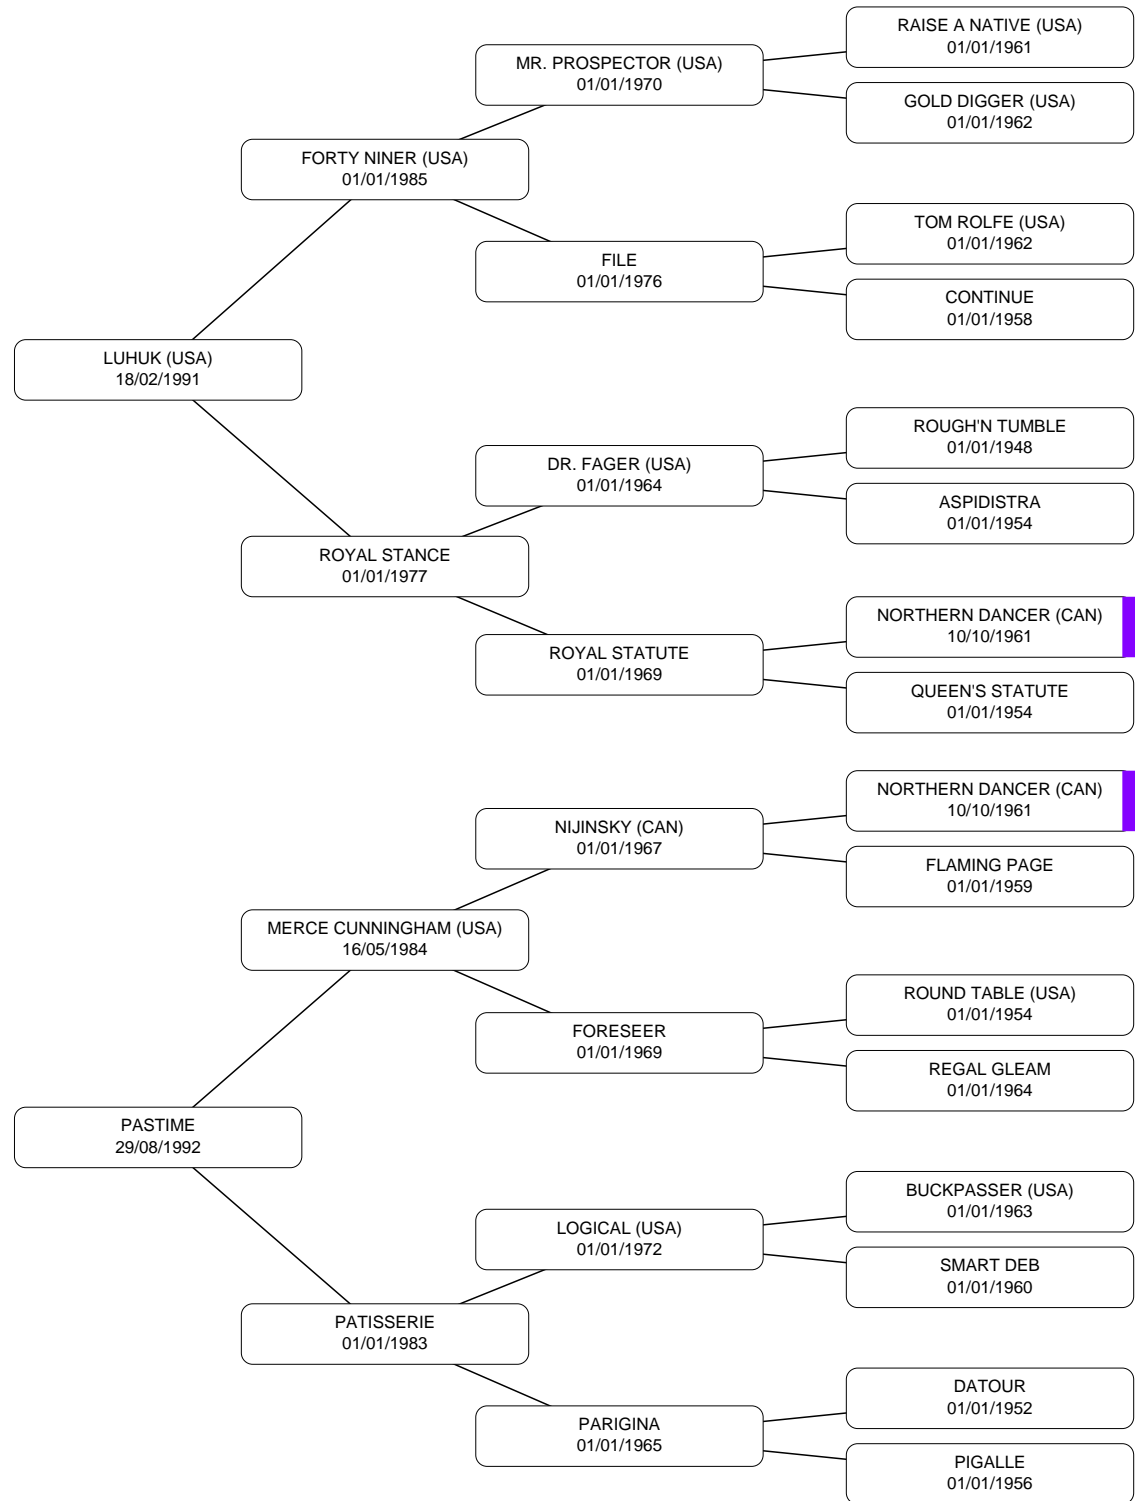 RAISE A NATIVE (USA)
01/01/1961
MR. PROSPECTOR (USA)
01/01/1970
GOLD DIGGER (USA)
01/01/1962
FORTY NINER (USA)
01/01/1985
TOM ROLFE (USA)
01/01/1962
FILE
01/01/1976
CONTINUE
01/01/1958
LUHUK (USA)
18/02/1991
ROUGH'N TUMBLE
01/01/1948
DR. FAGER (USA)
01/01/1964
ASPIDISTRA
01/01/1954
ROYAL STANCE
01/01/1977
NORTHERN DANCER (CAN)
10/10/1961
ROYAL STATUTE
01/01/1969
QUEEN'S STATUTE
01/01/1954
NORTHERN DANCER (CAN)
10/10/1961
NIJINSKY (CAN)
01/01/1967
FLAMING PAGE
01/01/1959
MERCE CUNNINGHAM (USA)
16/05/1984
ROUND TABLE (USA)
01/01/1954
FORESEER
01/01/1969
REGAL GLEAM
01/01/1964
PASTIME
29/08/1992
BUCKPASSER (USA)
01/01/1963
LOGICAL (USA)
01/01/1972
SMART DEB
01/01/1960
PATISSERIE
01/01/1983
DATOUR
01/01/1952
PARIGINA
01/01/1965
PIGALLE
01/01/1956